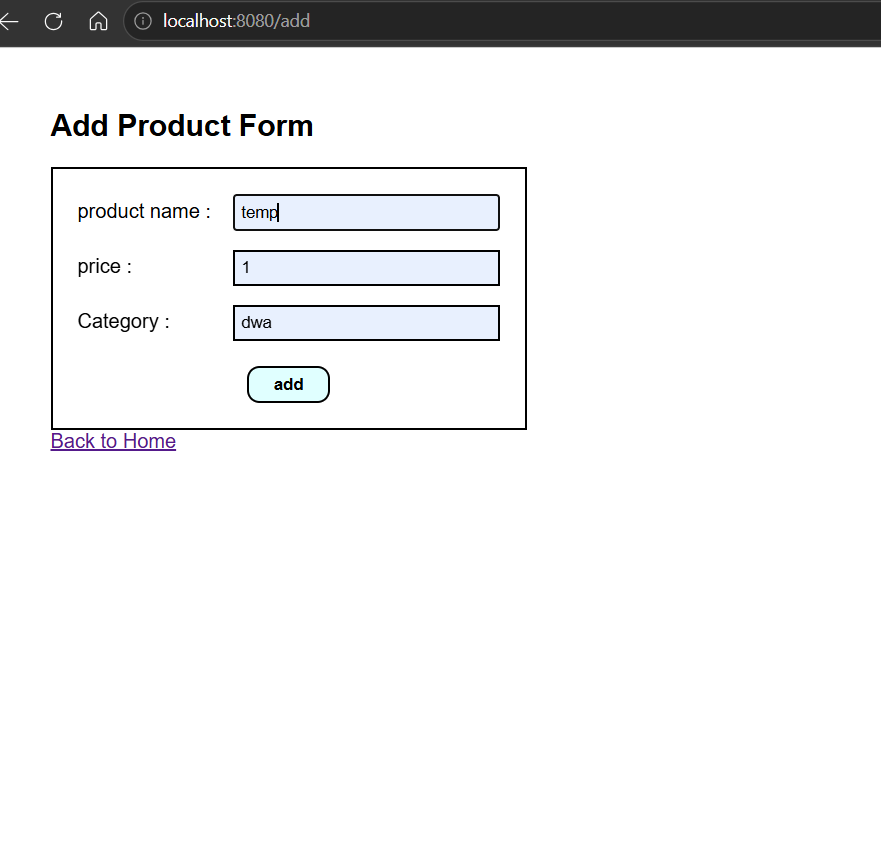 localhost:8080/add
Add Product Form
product name : temp
price : 1
Category : dwa
add
Back to Home